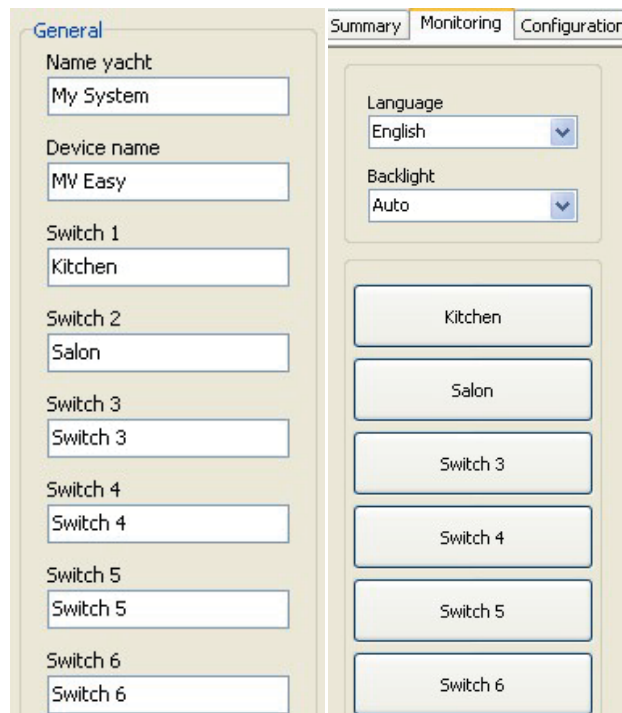 General
Name yacht
My System
Device name
MV Easy
Switch 1
Kitchen
Switch 2
Salon
Switch 3
Switch 3
Switch 4
Switch 4
Switch 5
Switch 5
Switch 6
Switch 6
Summary Monitoring Configuration
Language
English
Backlight
Auto
Kitchen
Salon
Switch 3
Switch 4
Switch 5
Switch 6